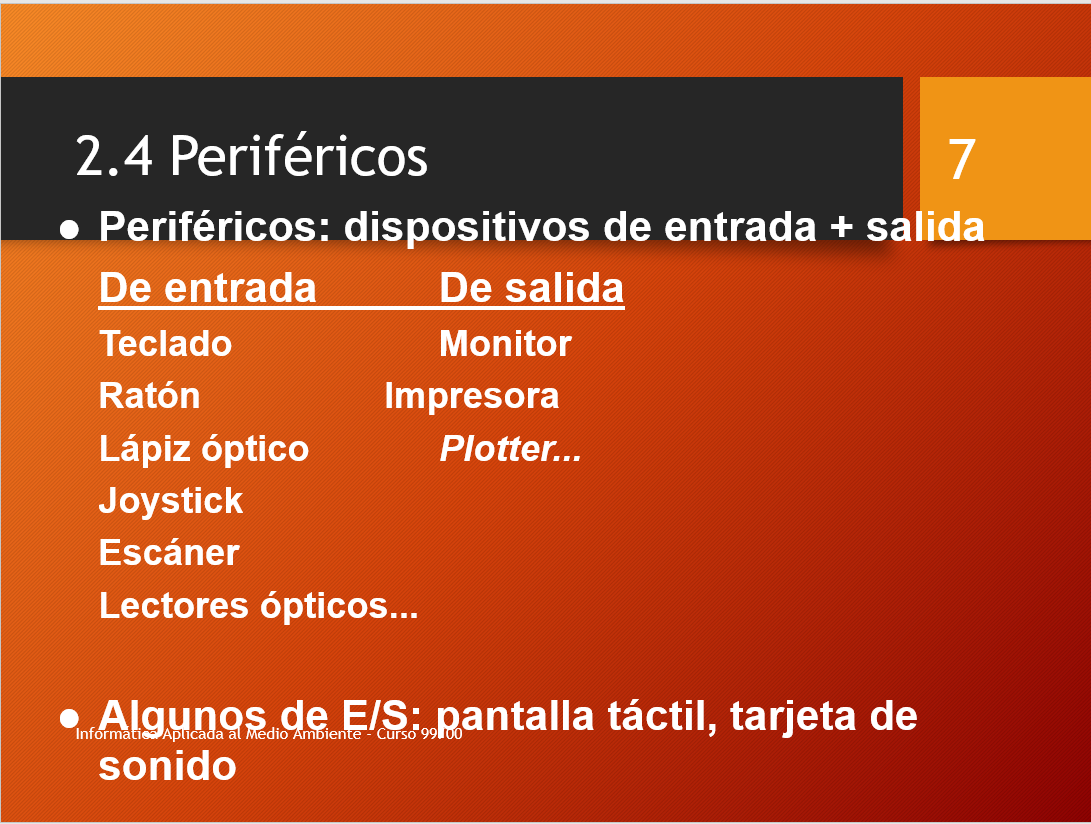 2.4 Periféricos
7
Periféricos: dispositivos de entrada + salida
De entrada De salida
Teclado Monitor
Ratón Impresora
Lápiz óptico Plotter...
Joystick
Escáner
Lectores ópticos...
Algunos de E/S: pantalla táctil, tarjeta de
sonido
Informática Aplicada al Medio Ambiente - Curso 99/00